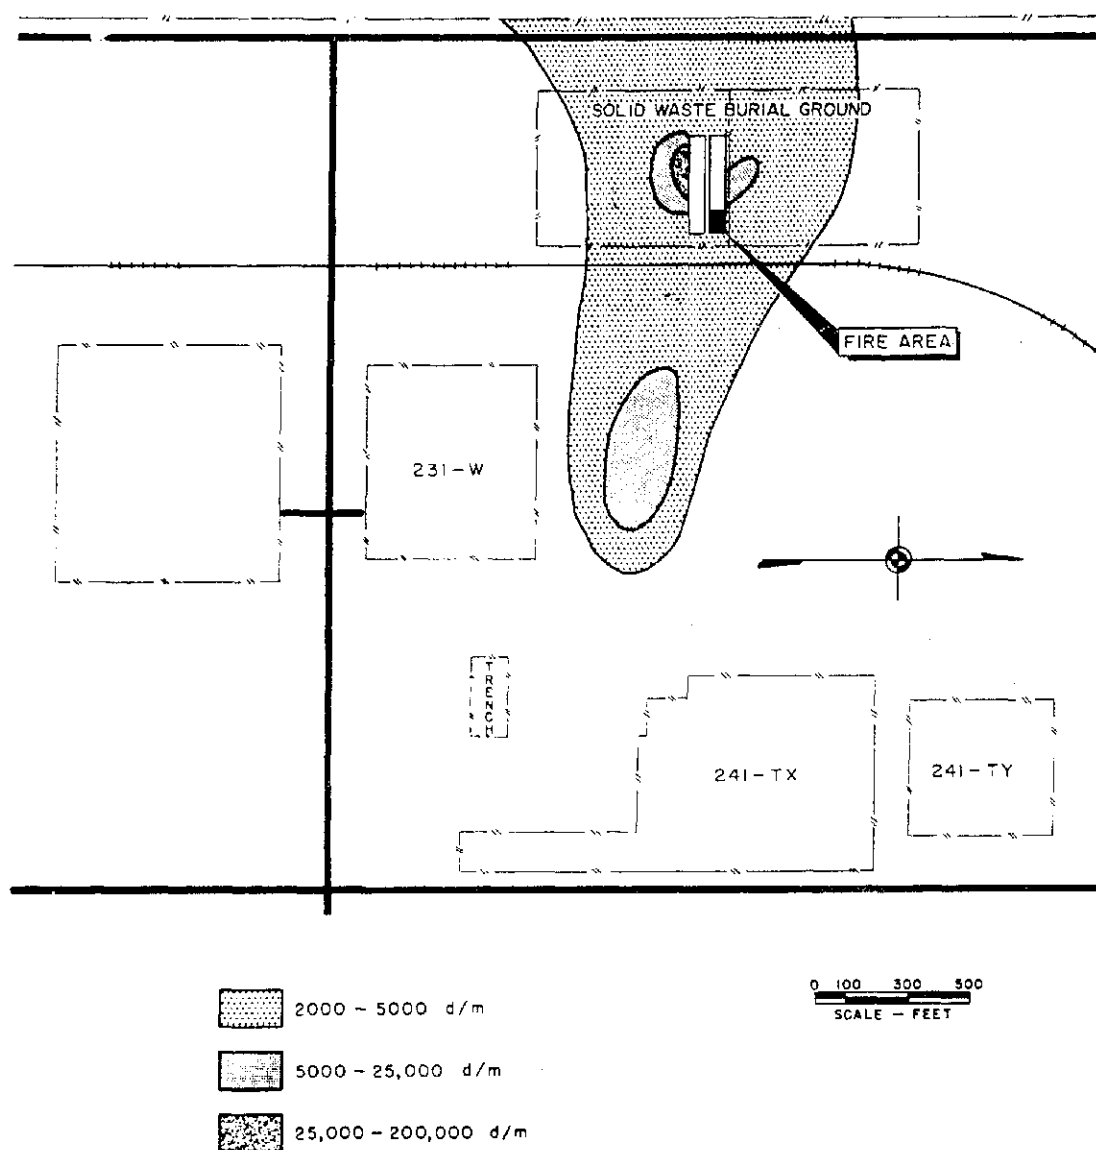 SOLID WASTE BURIAL GROUND
FIRE AREA
231-W
TRENCH
241-TX
241-TY
0 100 300 500
SCALE - FEET
2000 - 5000 d/m
5000 - 25,000 d/m
25,000 - 200,000 d/m